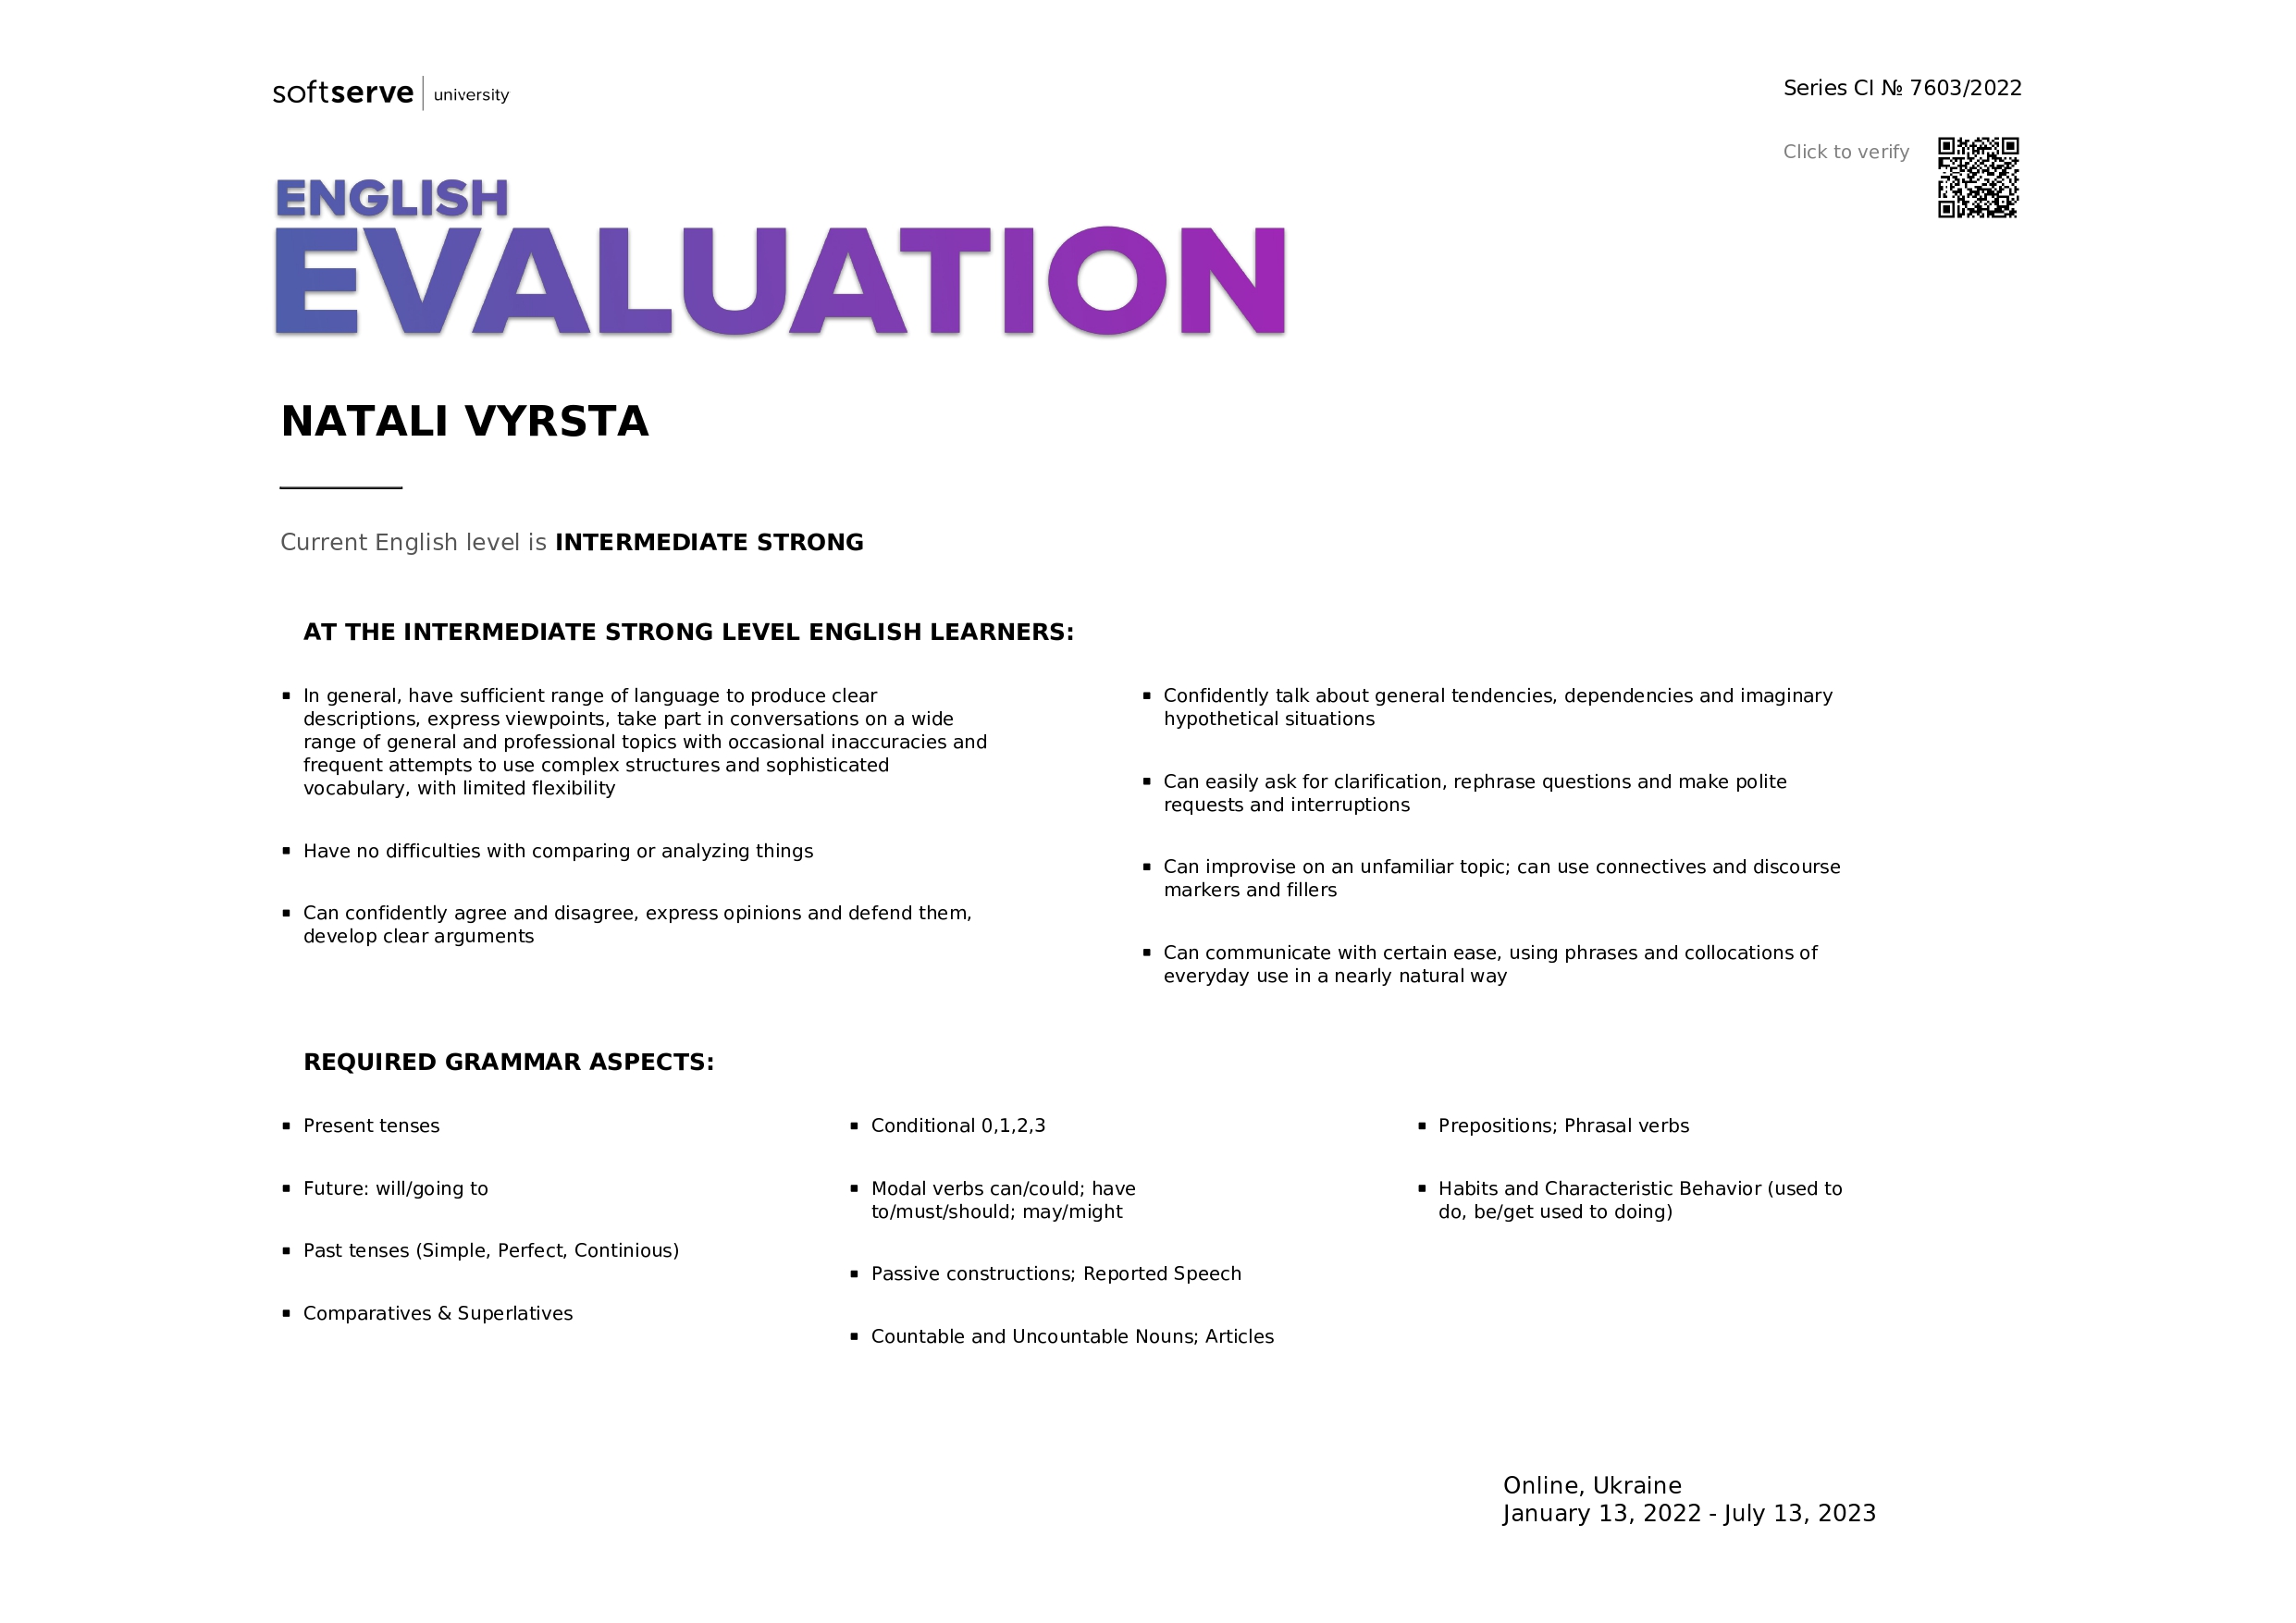 softserve | university
Series CI № 7603/2022
Click to verify
ENGLISH
EVALUATION
NATALI VYRSTA
Current English level is INTERMEDIATE STRONG
AT THE INTERMEDIATE STRONG LEVEL ENGLISH LEARNERS:
▪ In general, have sufficient range of language to produce clear
descriptions, express viewpoints, take part in conversations on a wide
range of general and professional topics with occasional inaccuracies and
frequent attempts to use complex structures and sophisticated
vocabulary, with limited flexibility
▪ Have no difficulties with comparing or analyzing things
▪ Can confidently agree and disagree, express opinions and defend them,
develop clear arguments
▪ Confidently talk about general tendencies, dependencies and imaginary
hypothetical situations
▪ Can easily ask for clarification, rephrase questions and make polite
requests and interruptions
▪ Can improvise on an unfamiliar topic; can use connectives and discourse
markers and fillers
▪ Can communicate with certain ease, using phrases and collocations of
everyday use in a nearly natural way
REQUIRED GRAMMAR ASPECTS:
▪ Present tenses
▪ Future: will/going to
▪ Past tenses (Simple, Perfect, Continious)
▪ Comparatives & Superlatives
▪ Conditional 0,1,2,3
▪ Modal verbs can/could; have
to/must/should; may/might
▪ Passive constructions; Reported Speech
▪ Countable and Uncountable Nouns; Articles
▪ Prepositions; Phrasal verbs
▪ Habits and Characteristic Behavior (used to
do, be/get used to doing)
Online, Ukraine
January 13, 2022 - July 13, 2023